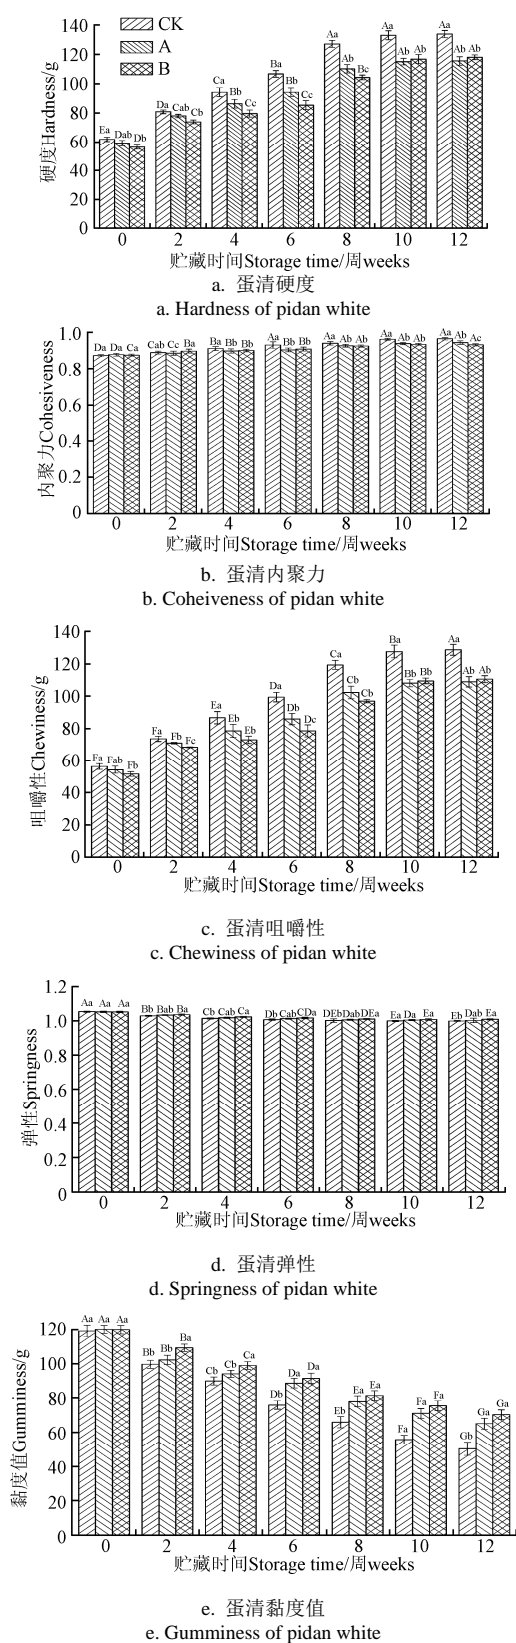 CK
A
B
140
120
100
80
60
40
20
0
硬度Hardness/g
Ea Dab Db
Da Cab Cb
Ca Bb Cc
Ba Bb Cc
Aa Ab Bc
Aa Ab Ab
Aa Ab Ab
0 2 4 6 8 10 12
贮藏时间Storage time/周weeks
a. 蛋清硬度
a. Hardness of pidan white
1.0
0.8
0.6
0.4
0.2
0
内聚力Cohesiveness
Da Da Ca
Cab Cc Ba
Ba Bb Bb
Aa Bb Bb
Aa Ab Ab
Aa Ab Ab
Aa Ab Ac
0 2 4 6 8 10 12
贮藏时间Storage time/周weeks
b. 蛋清内聚力
b. Coheiveness of pidan white
140
120
100
80
60
40
20
0
咀嚼性Chewiness/g
Fa Fab Fb
Fa Fb Fc
Ea Eb Eb
Da Db Dc
Ca Cb Cb
Ba Bb Bb
Aa Ab Ab
0 2 4 6 8 10 12
贮藏时间Storage time/周weeks
c. 蛋清咀嚼性
c. Chewiness of pidan white
1.2
1.0
0.8
0.6
0.4
0.2
0
弹性Springness
Aa Aa Aa
Bb Bab Ba
Cb Cab Ca
Db Cab CDa
DEb Dab DEa
Ea Da Ea
Eb Dab Ea
0 2 4 6 8 10 12
贮藏时间Storage time/周weeks
d. 蛋清弹性
d. Springness of pidan white
120
100
80
60
40
20
0
黏度值Gumminess/g
Aa Aa Aa
Bb Bb Ba
Cb Cb Ca
Db Da Da
Eb Ea Ea
Fa Fa Fa
Gb Ga Ga
0 2 4 6 8 10 12
贮藏时间Storage time/周weeks
e. 蛋清黏度值
e. Gumminess of pidan white